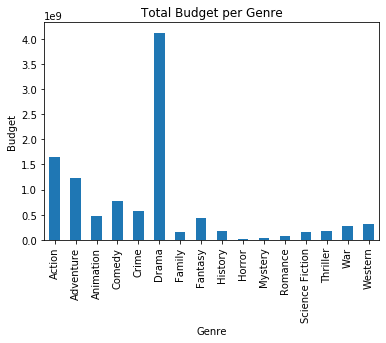 Total Budget per Genre
1e9
4.0
3.5
3.0
2.5
2.0
1.5
1.0
0.5
0.0
Budget
Action
Adventure
Animation
Comedy
Crime
Drama
Family
Fantasy
History
Horror
Mystery
Romance
Science Fiction
Thriller
War
Western
Genre